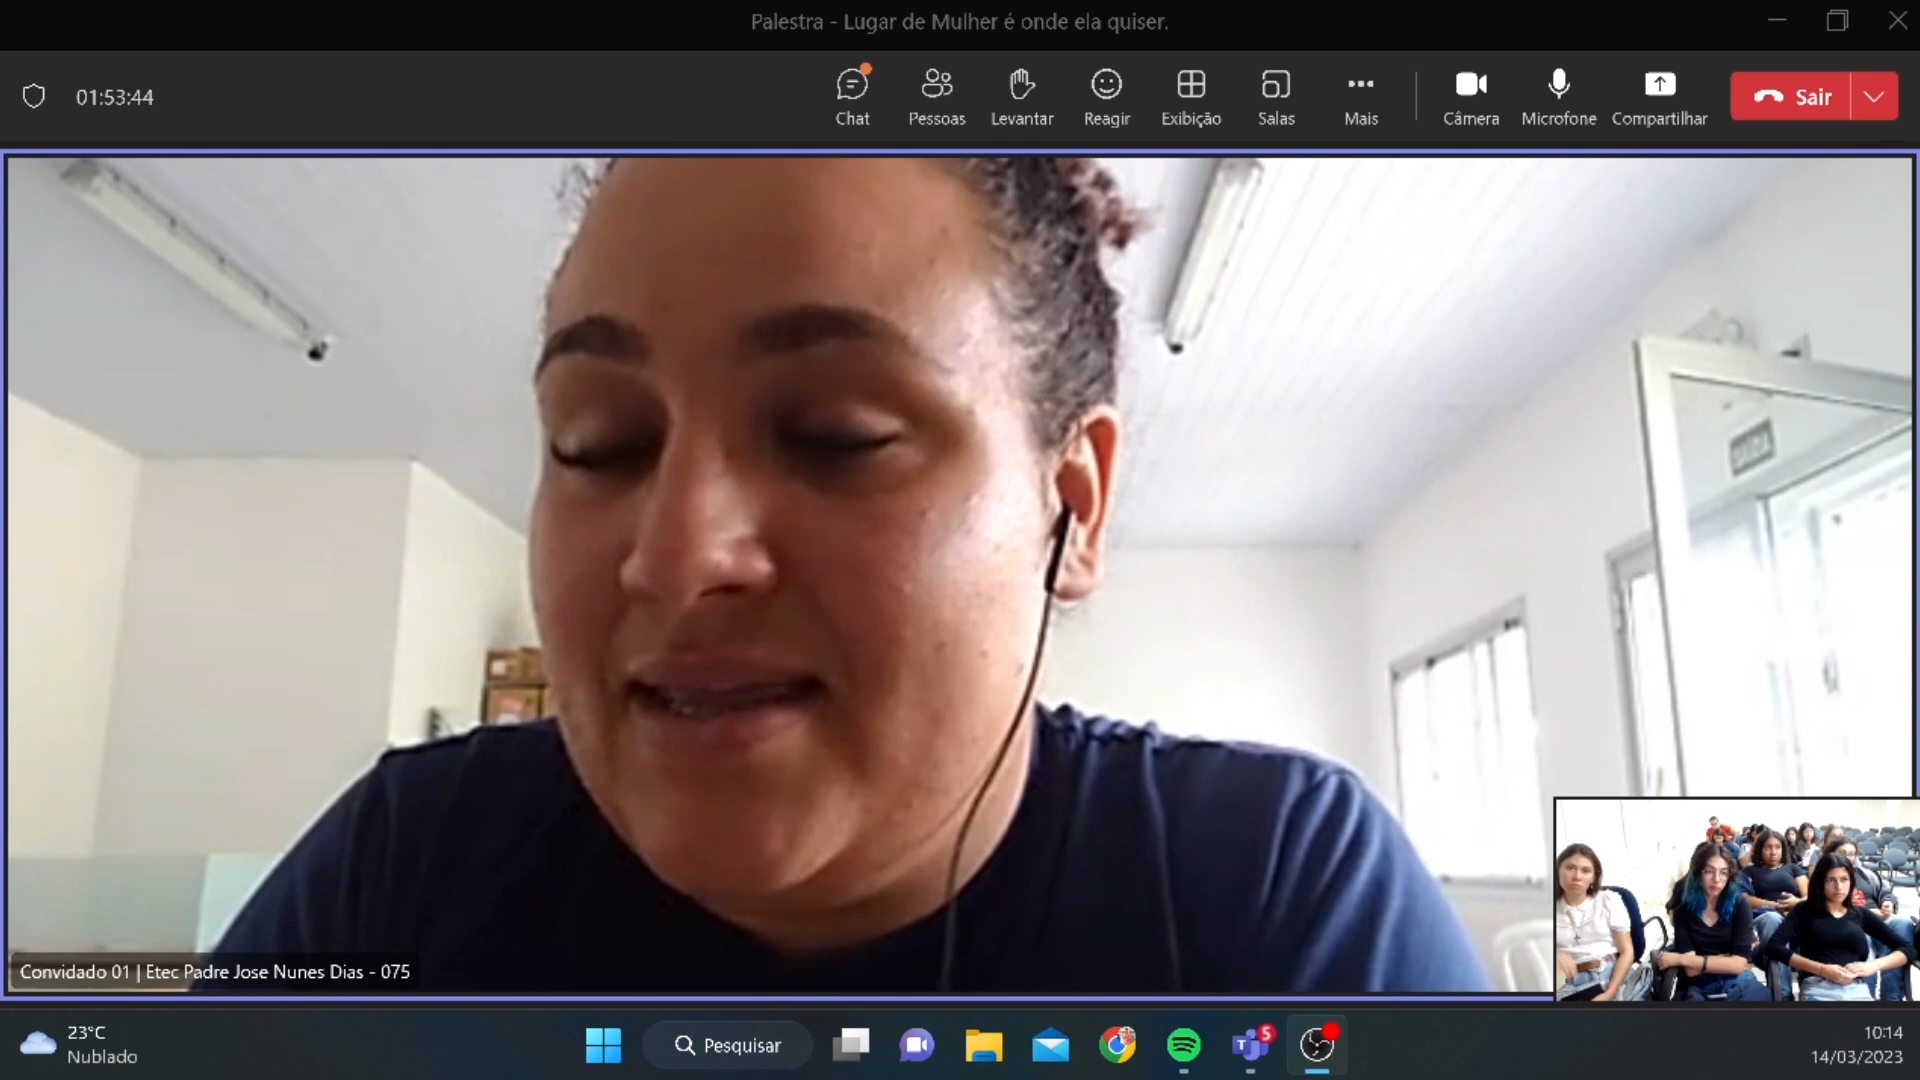 Palestra - Lugar de Mulher é onde ela quiser.
01:53:44
Chat
Pessoas
Levantar
Reagir
Exibição
Salas
Mais
Câmera
Microfone
Compartilhar
Sair
SAÍDA
Convidado 01 | Etec Padre Jose Nunes Dias - 075
23°C
Nublado
Pesquisar
5
10:14
14/03/2023